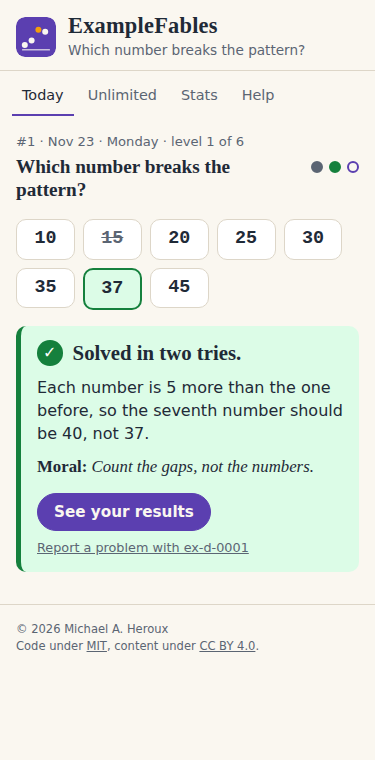 ExampleFables
Which number breaks the pattern?
Today Unlimited Stats Help
#1 · Nov 23 · Monday · level 1 of 6
Which number breaks the
pattern?
10 15 20 25 30
35 37 45
✓ Solved in two tries.
Each number is 5 more than the one
before, so the seventh number should
be 40, not 37.
Moral: Count the gaps, not the numbers.
See your results
Report a problem with ex-d-0001
© 2026 Michael A. Heroux
Code under MIT, content under CC BY 4.0.